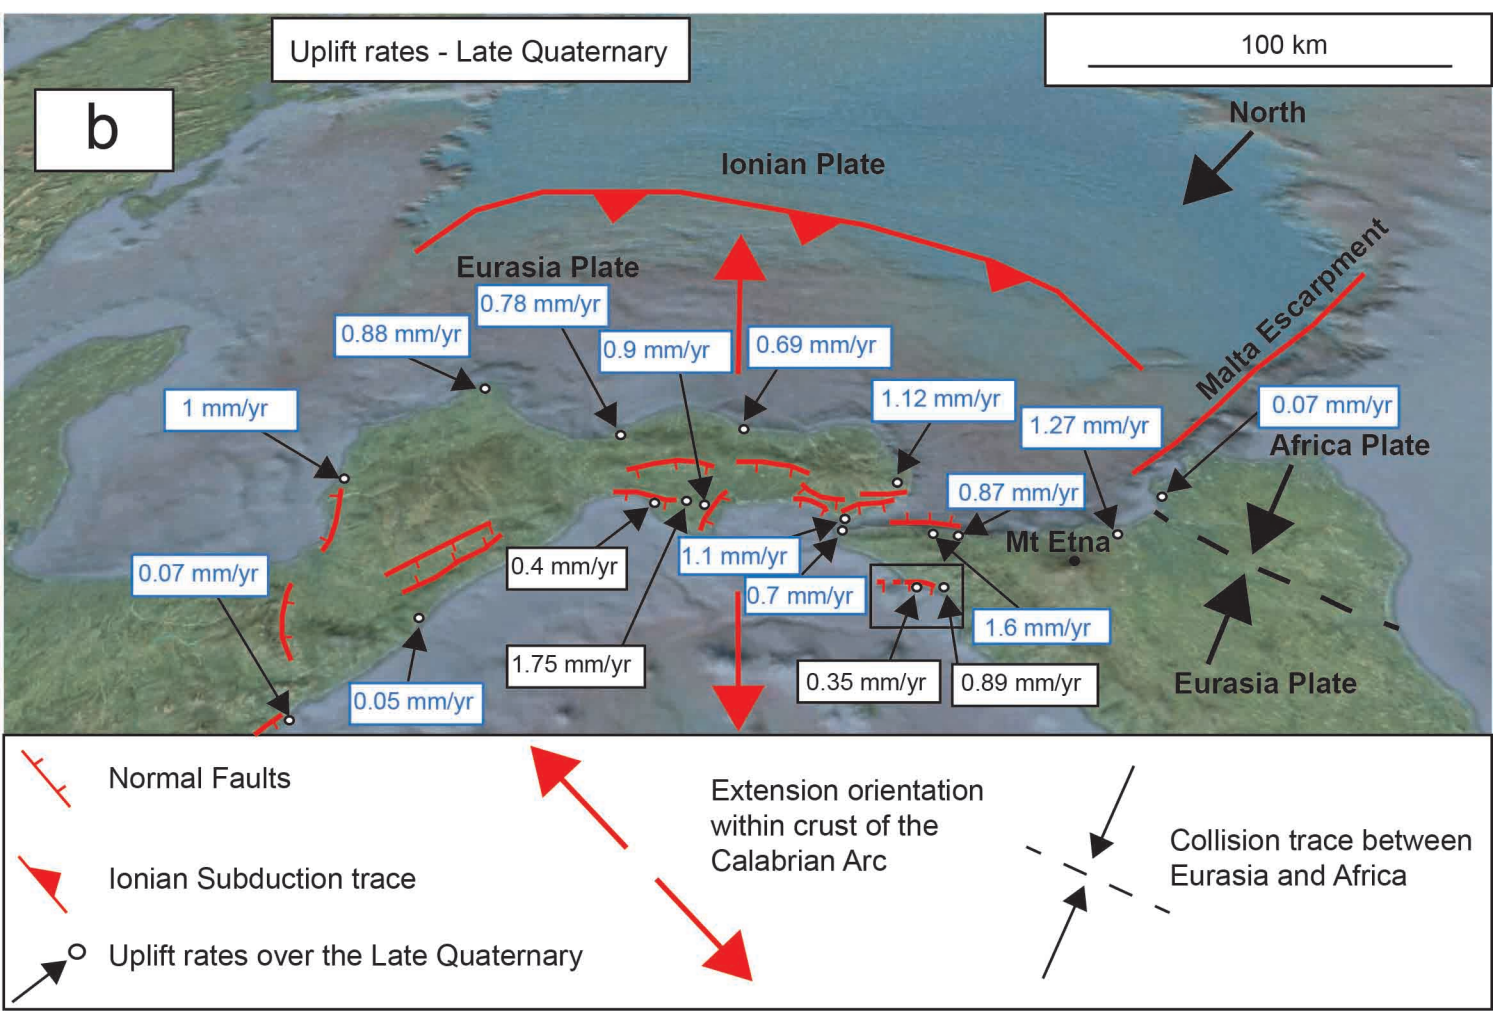 Uplift rates - Late Quaternary
100 km
b
North
Ionian Plate
Malta Escarpment
Eurasia Plate
0.78 mm/yr
0.88 mm/yr
0.9 mm/yr
0.69 mm/yr
1 mm/yr
1.12 mm/yr
1.27 mm/yr
0.07 mm/yr
Africa Plate
0.87 mm/yr
Mt Etna
0.07 mm/yr
0.4 mm/yr
1.1 mm/yr
0.7 mm/yr
1.6 mm/yr
1.75 mm/yr
0.35 mm/yr
0.89 mm/yr
Eurasia Plate
0.05 mm/yr
Normal Faults
Ionian Subduction trace
Uplift rates over the Late Quaternary
Extension orientation
within crust of the
Calabrian Arc
Collision trace between
Eurasia and Africa